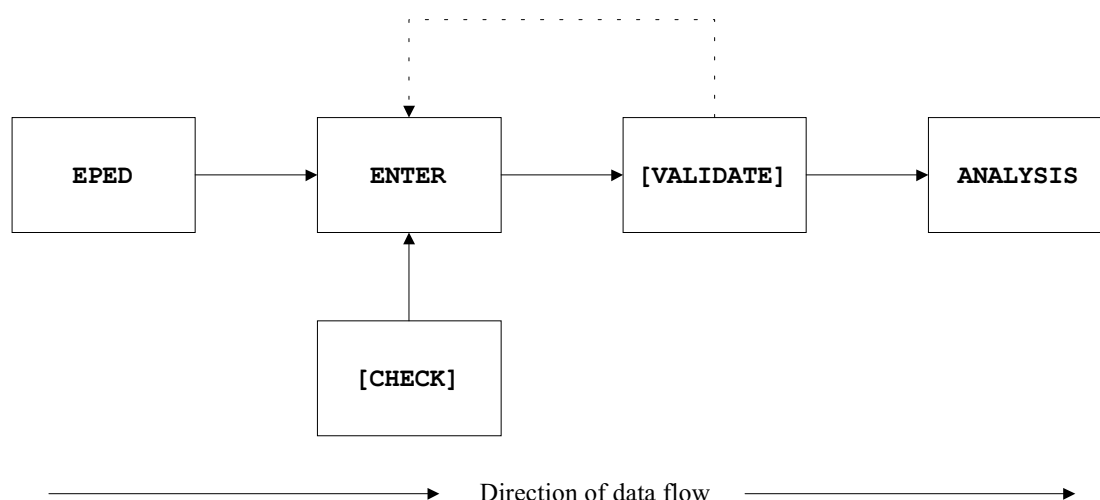 EPED
ENTER
[VALIDATE]
ANALYSIS
[CHECK]
Direction of data flow